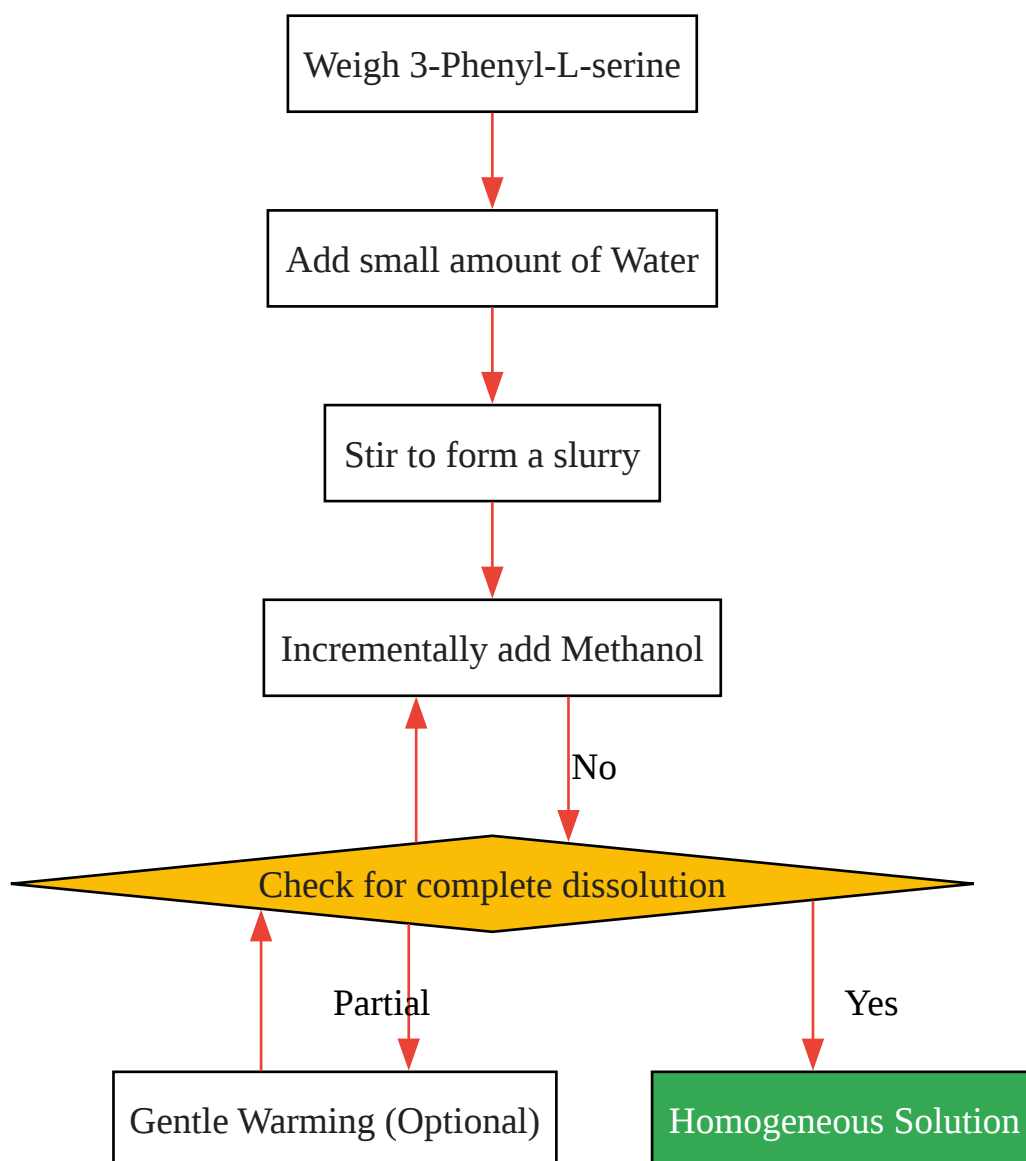 Weigh 3-Phenyl-L-serine
Add small amount of Water
Stir to form a slurry
Incrementally add Methanol
No
Check for complete dissolution
Partial
Yes
Gentle Warming (Optional)
Homogeneous Solution